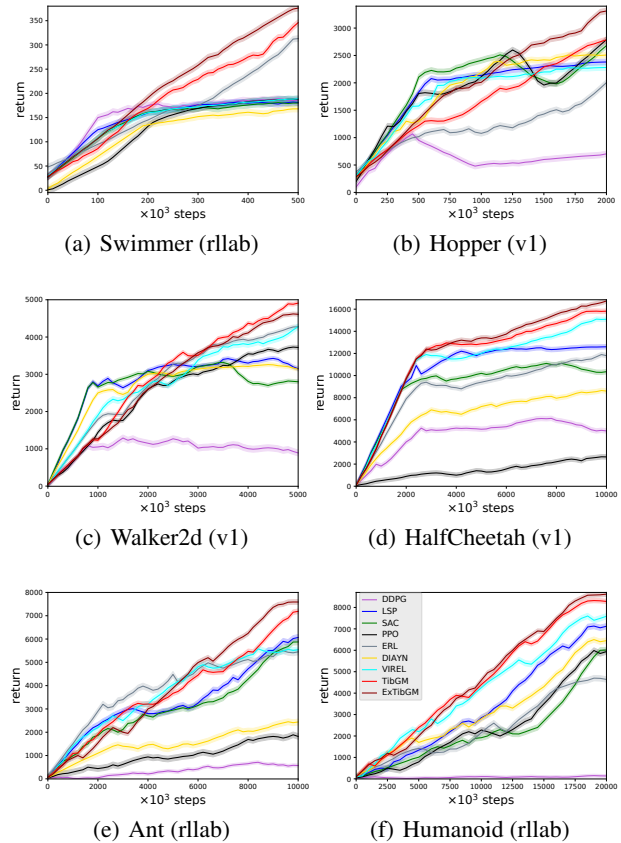 350
300
250
200
150
100
50
0
return
0 100 200 300 400 500
×10³ steps
(a) Swimmer (rllab)
3000
2500
2000
1500
1000
500
0
return
0 250 500 750 1000 1250 1500 1750 2000
×10³ steps
(b) Hopper (v1)
5000
4000
3000
2000
1000
0
return
0 1000 2000 3000 4000 5000
×10³ steps
(c) Walker2d (v1)
16000
14000
12000
10000
8000
6000
4000
2000
0
return
0 2000 4000 6000 8000 10000
×10³ steps
(d) HalfCheetah (v1)
8000
7000
6000
5000
4000
3000
2000
1000
0
return
0 2000 4000 6000 8000 10000
×10³ steps
(e) Ant (rllab)
8000
7000
6000
5000
4000
3000
2000
1000
0
return
DDPG
LSP
SAC
PPO
ERL
DIAYN
VIREL
TibGM
ExTibGM
0 2500 5000 7500 10000 12500 15000 17500 20000
×10³ steps
(f) Humanoid (rllab)